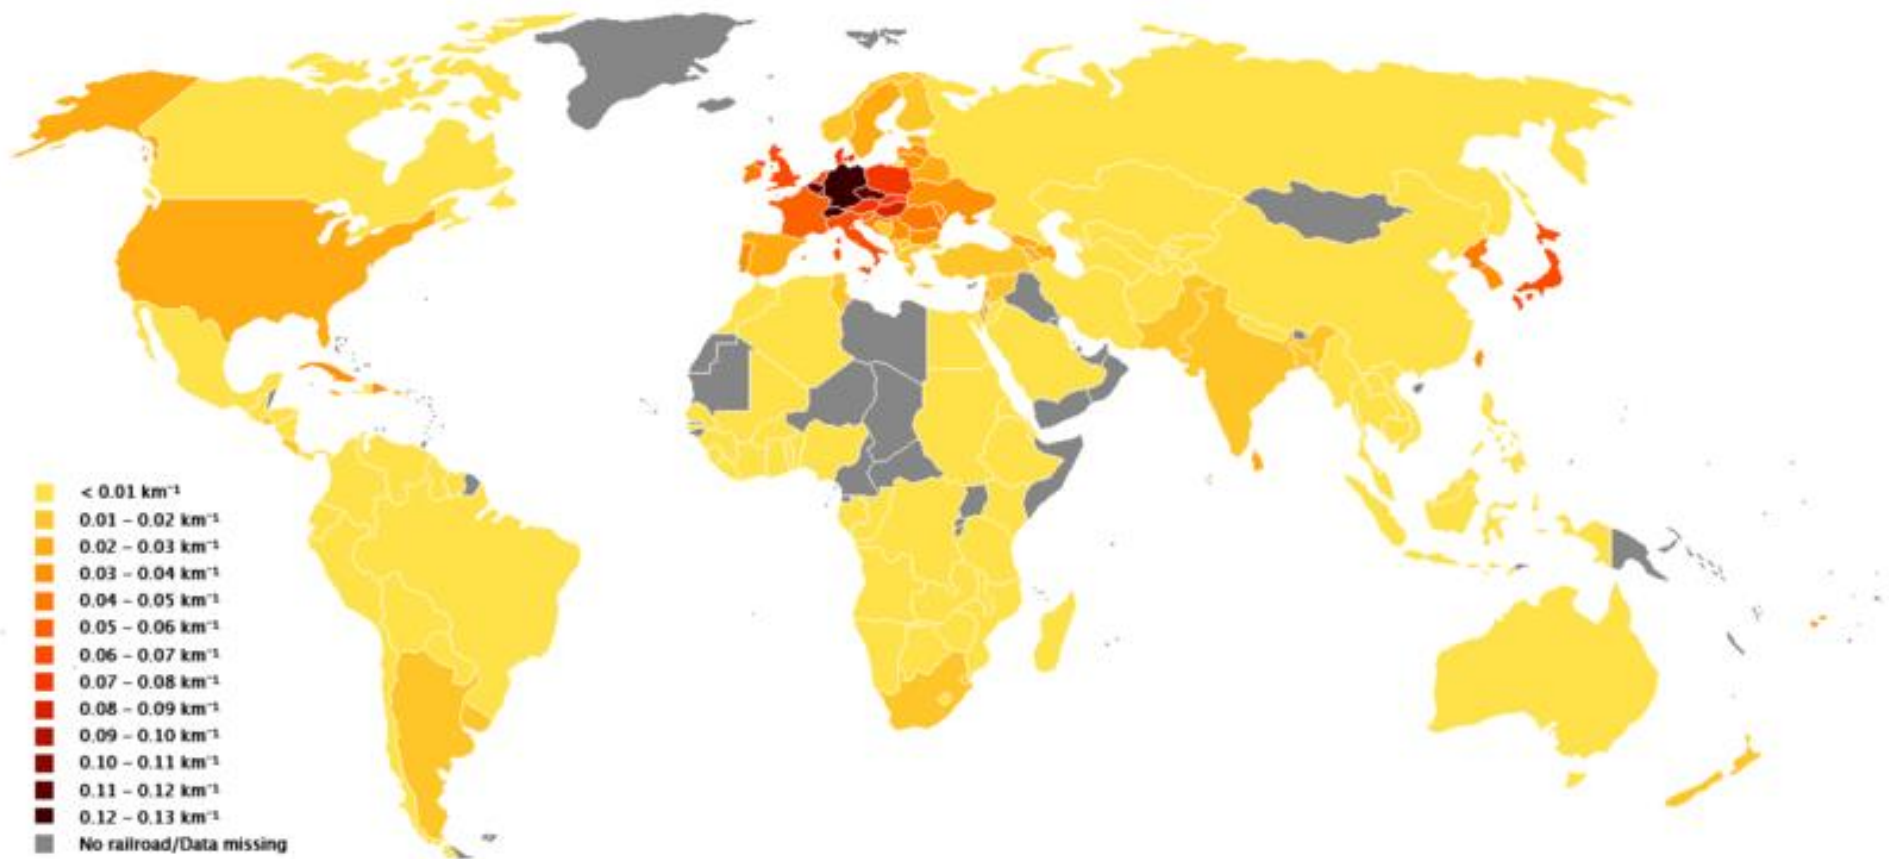 < 0.01 km⁻¹
0.01 – 0.02 km⁻¹
0.02 – 0.03 km⁻¹
0.03 – 0.04 km⁻¹
0.04 – 0.05 km⁻¹
0.05 – 0.06 km⁻¹
0.06 – 0.07 km⁻¹
0.07 – 0.08 km⁻¹
0.08 – 0.09 km⁻¹
0.09 – 0.10 km⁻¹
0.10 – 0.11 km⁻¹
0.11 – 0.12 km⁻¹
0.12 – 0.13 km⁻¹
No railroad/Data missing